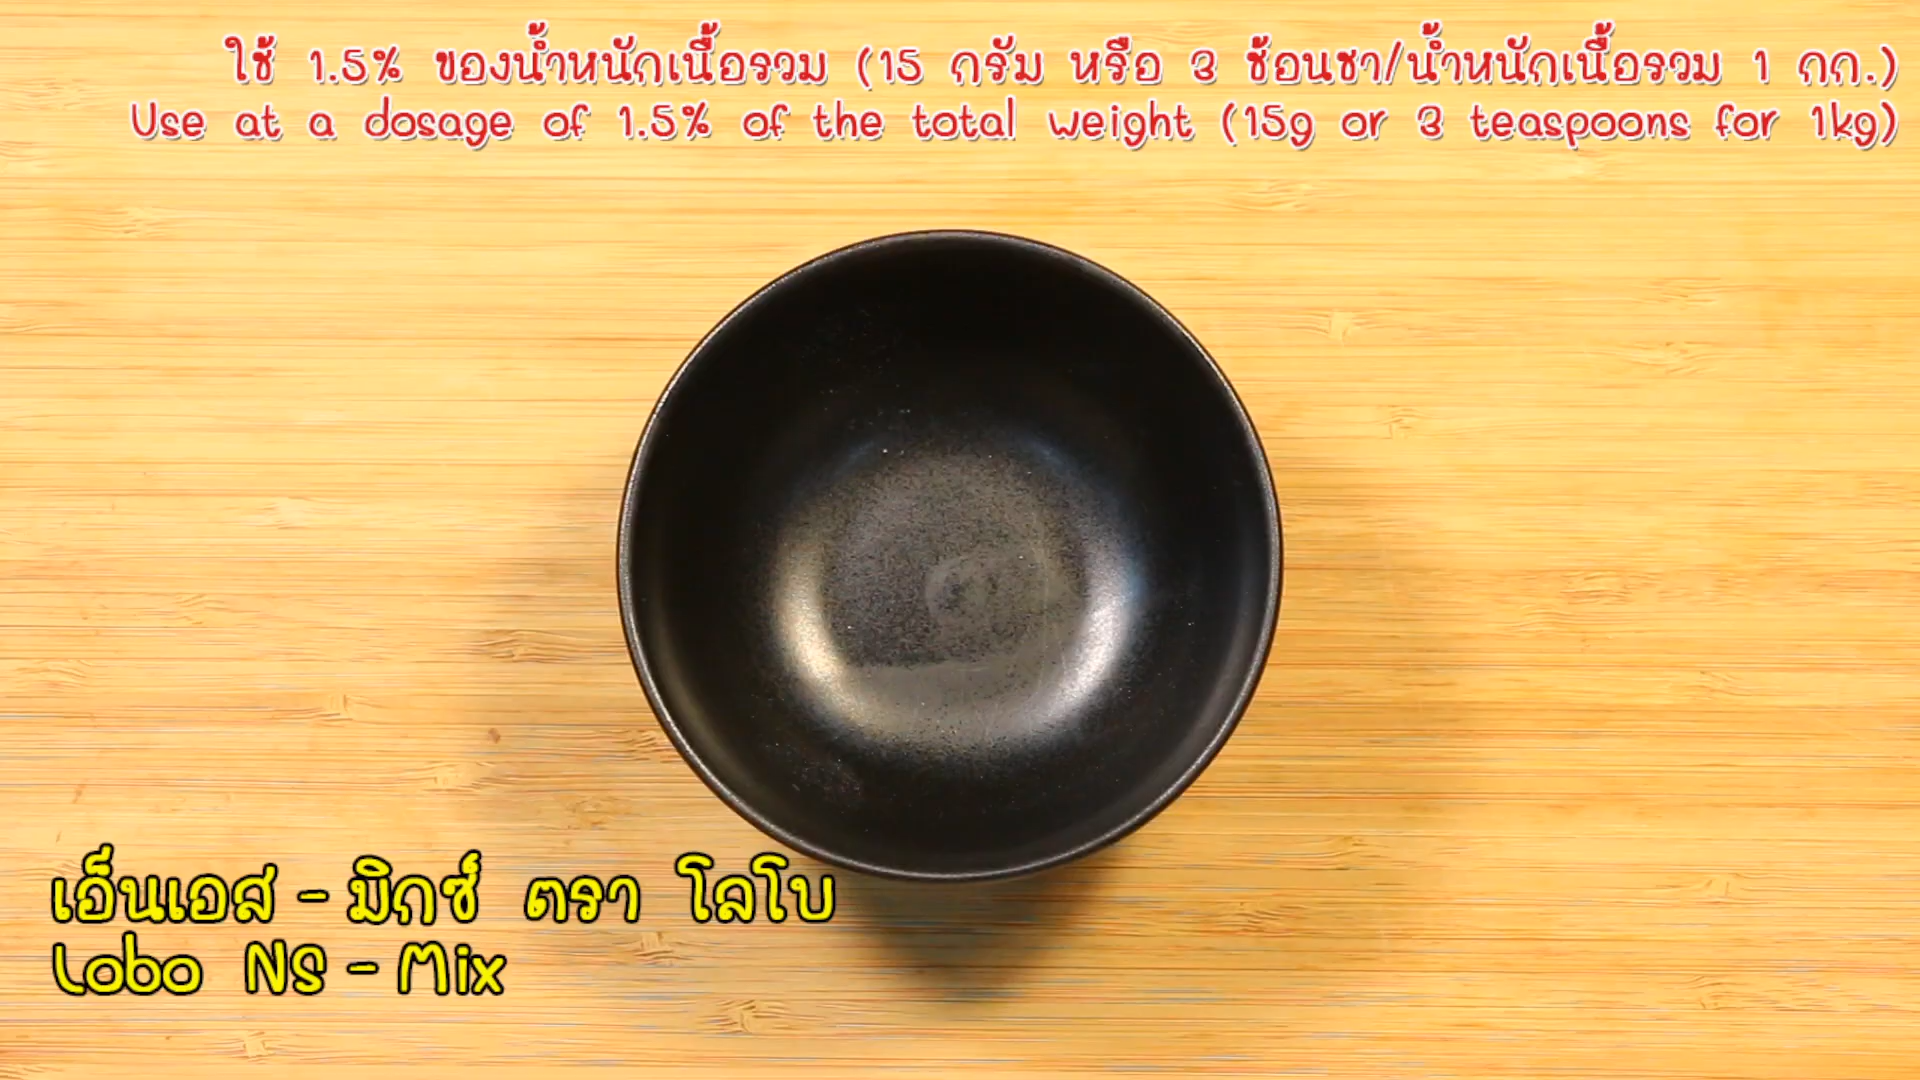 ใช้ 1.5% ของน้ำหนักเนื้อรวม (15 กรัม หรือ 3 ช้อนชา/น้ำหนักเนื้อรวม 1 กก.)
Use at a dosage of 1.5% of the total weight (15g or 3 teaspoons for 1kg)
เอ็นเอส - มิกซ์ ตรา โลโบ
Lobo NS - Mix